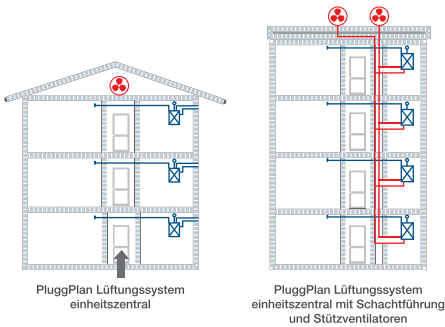 PluggPlan Lüftungssystem
einheitszentral
PluggPlan Lüftungssystem
einheitszentral mit Schachtführung
und Stützventilatoren